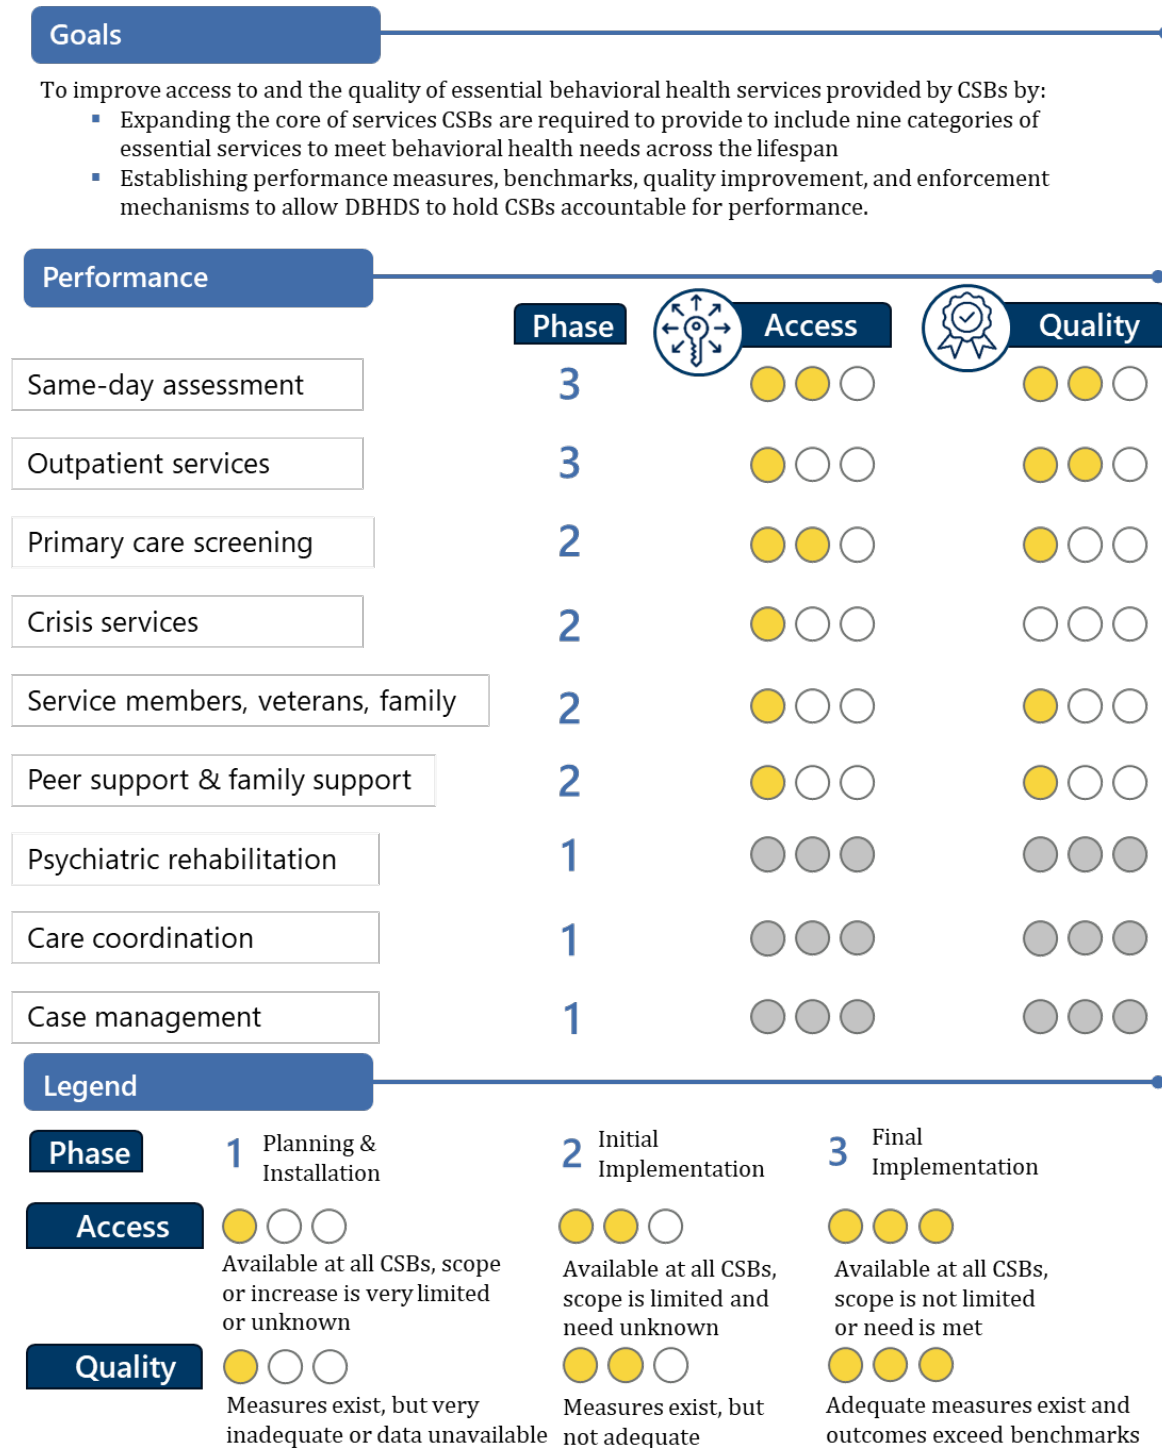 Goals
To improve access to and the quality of essential behavioral health services provided by CSBs by:
▪ Expanding the core of services CSBs are required to provide to include nine categories of
essential services to meet behavioral health needs across the lifespan
▪ Establishing performance measures, benchmarks, quality improvement, and enforcement
mechanisms to allow DBHDS to hold CSBs accountable for performance.
Performance
Phase Access Quality
Same-day assessment 3
Outpatient services 3
Primary care screening 2
Crisis services 2
Service members, veterans, family 2
Peer support & family support 2
Psychiatric rehabilitation 1
Care coordination 1
Case management 1
Legend
Phase
1 Planning &
Installation
2 Initial
Implementation
3 Final
Implementation
Access
Available at all CSBs, scope
or increase is very limited
or unknown
Available at all CSBs,
scope is limited and
need unknown
Available at all CSBs,
scope is not limited
or need is met
Quality
Measures exist, but very
inadequate or data unavailable
Measures exist, but
not adequate
Adequate measures exist and
outcomes exceed benchmarks